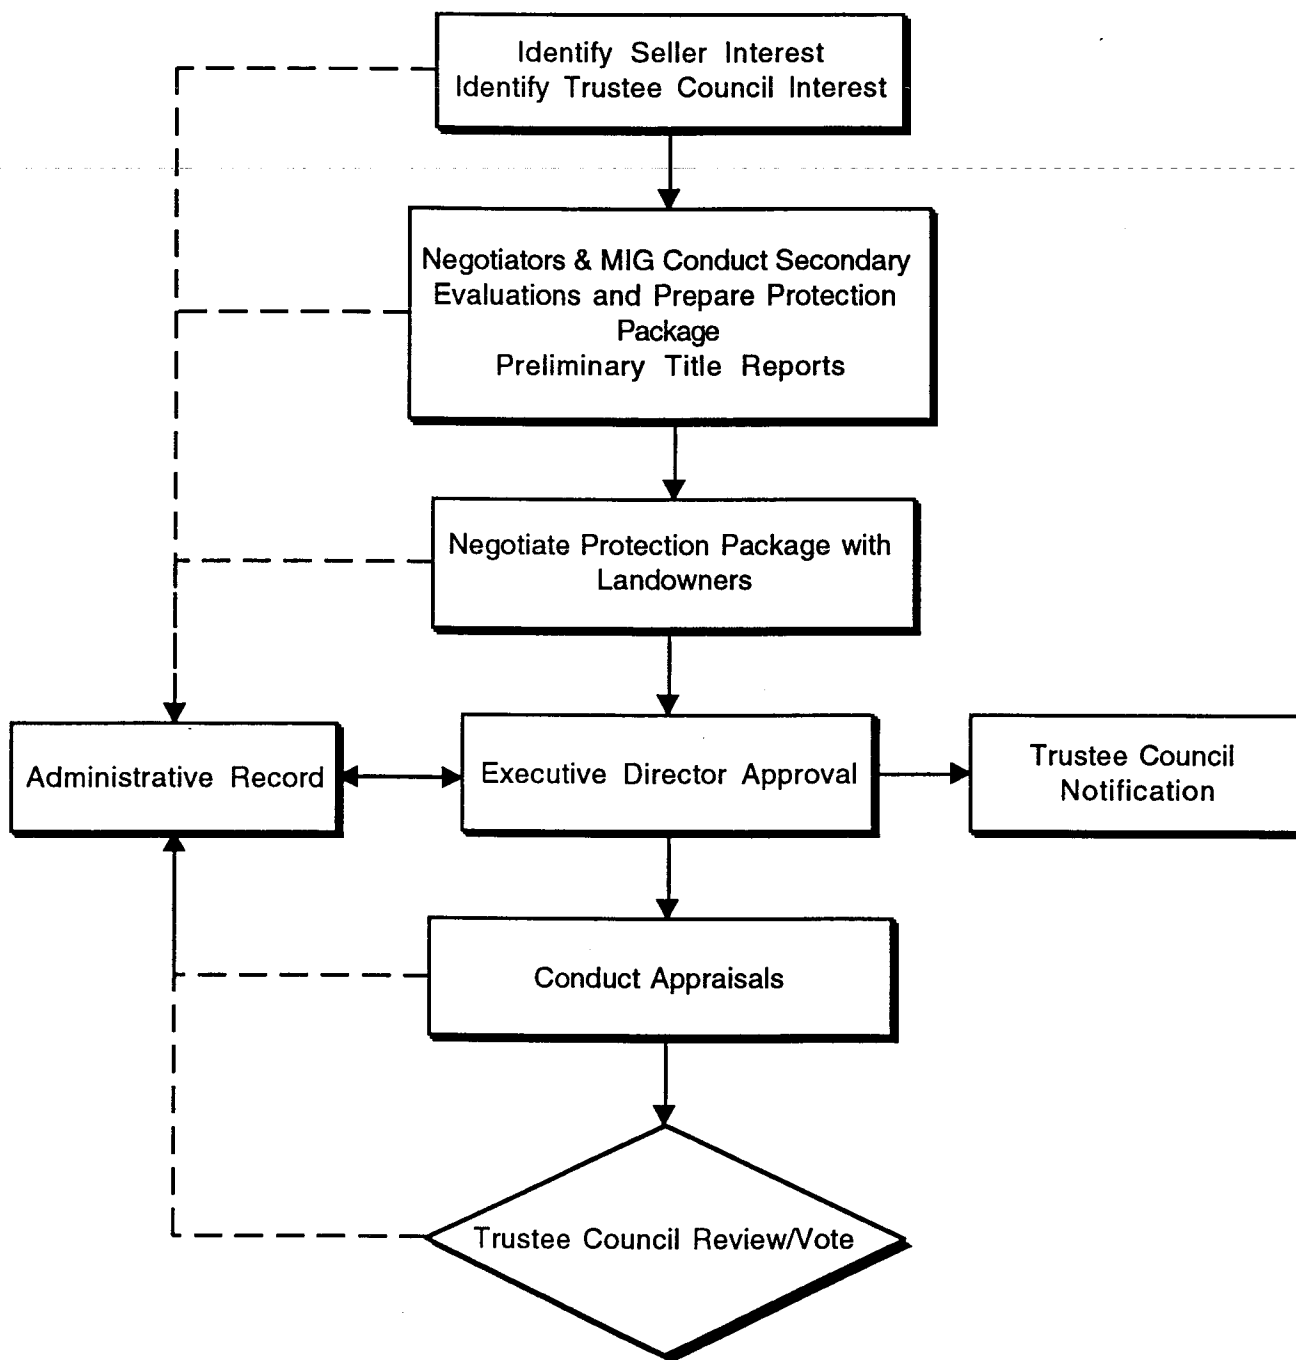 Identify Seller Interest
Identify Trustee Council Interest
Negotiators & MIG Conduct Secondary
Evaluations and Prepare Protection
Package
Preliminary Title Reports
Negotiate Protection Package with
Landowners
Administrative Record
Executive Director Approval
Trustee Council
Notification
Conduct Appraisals
Trustee Council Review/Vote